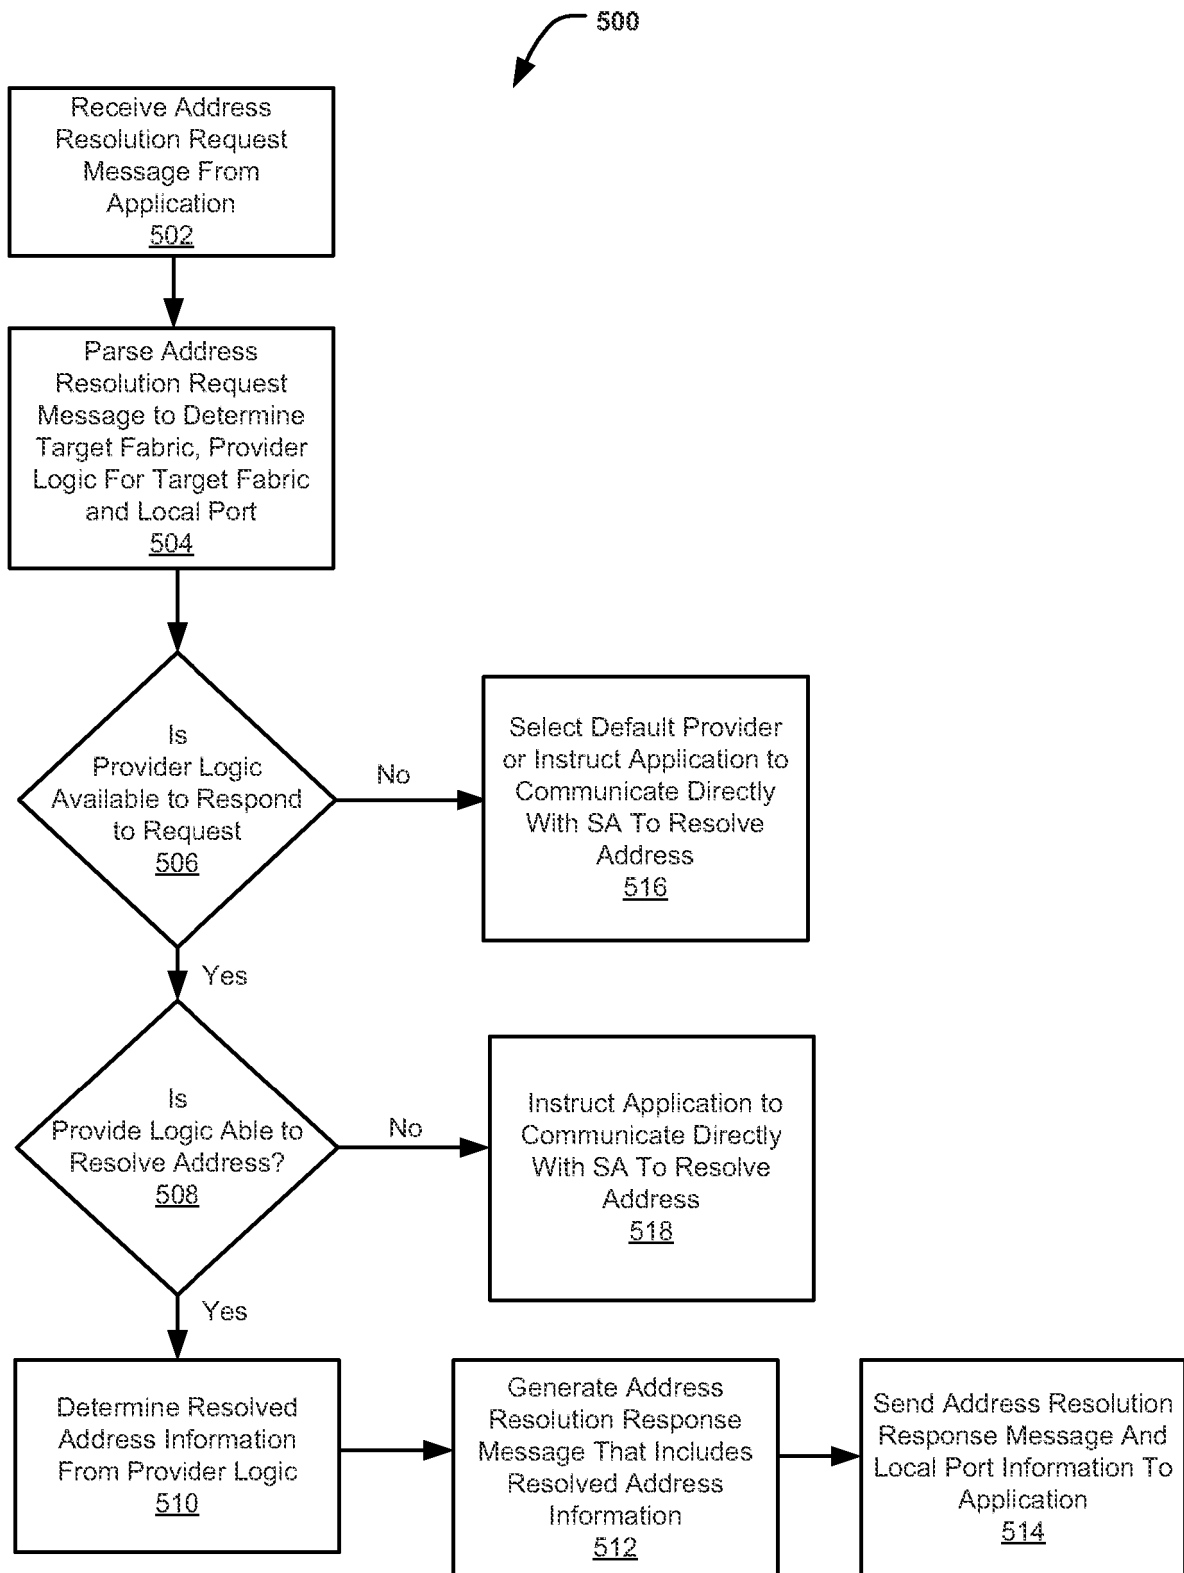 500
Receive Address
Resolution Request
Message From
Application
502
Parse Address
Resolution Request
Message to Determine
Target Fabric, Provider
Logic For Target Fabric
and Local Port
504
Is
Provider Logic
Available to Respond
to Request
506
No
Select Default Provider
or Instruct Application to
Communicate Directly
With SA To Resolve
Address
516
Yes
Is
Provide Logic Able to
Resolve Address?
508
No
Instruct Application to
Communicate Directly
With SA To Resolve
Address
518
Yes
Determine Resolved
Address Information
From Provider Logic
510
Generate Address
Resolution Response
Message That Includes
Resolved Address
Information
512
Send Address Resolution
Response Message And
Local Port Information To
Application
514